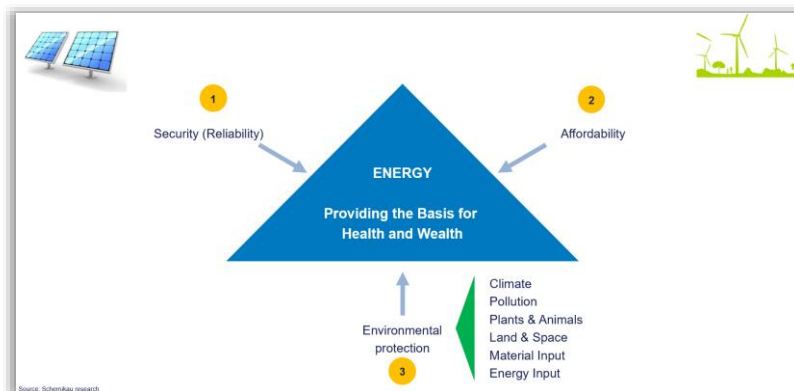 1
Security (Reliability)
2
Affordability
ENERGY
Providing the Basis for
Health and Wealth
Environmental
protection
3
Climate
Pollution
Plants & Animals
Land & Space
Material Input
Energy Input
Source: Schernikau research